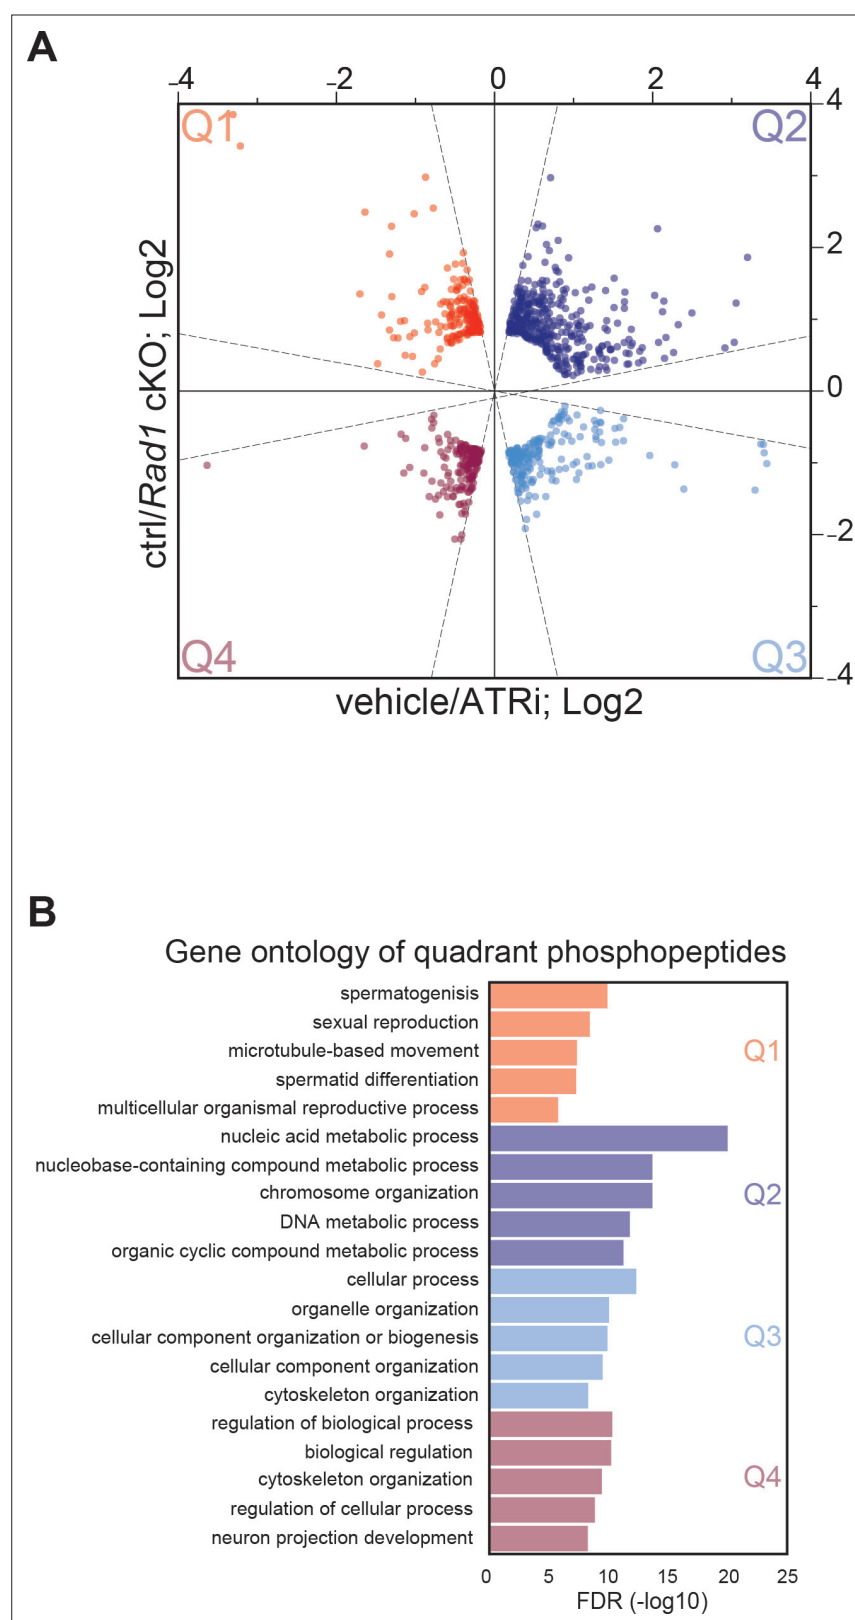 A
-4 -2 0 2 4
4
Q1 Q2
2
ctrl/Rad1 cKO; Log2
0
-2
Q4 Q3
-4
vehicle/ATRi; Log2
B
Gene ontology of quadrant phosphopeptides
spermatogenisis
sexual reproduction
microtubule-based movement
Q1
spermatid differentiation
multicellular organismal reproductive process
nucleic acid metabolic process
nucleobase-containing compound metabolic process
chromosome organization
Q2
DNA metabolic process
organic cyclic compound metabolic process
cellular process
organelle organization
cellular component organization or biogenesis
Q3
cellular component organization
cytoskeleton organization
regulation of biological process
biological regulation
cytoskeleton organization
Q4
regulation of cellular process
neuron projection development
0 5 10 15 20 25
FDR (-log10)